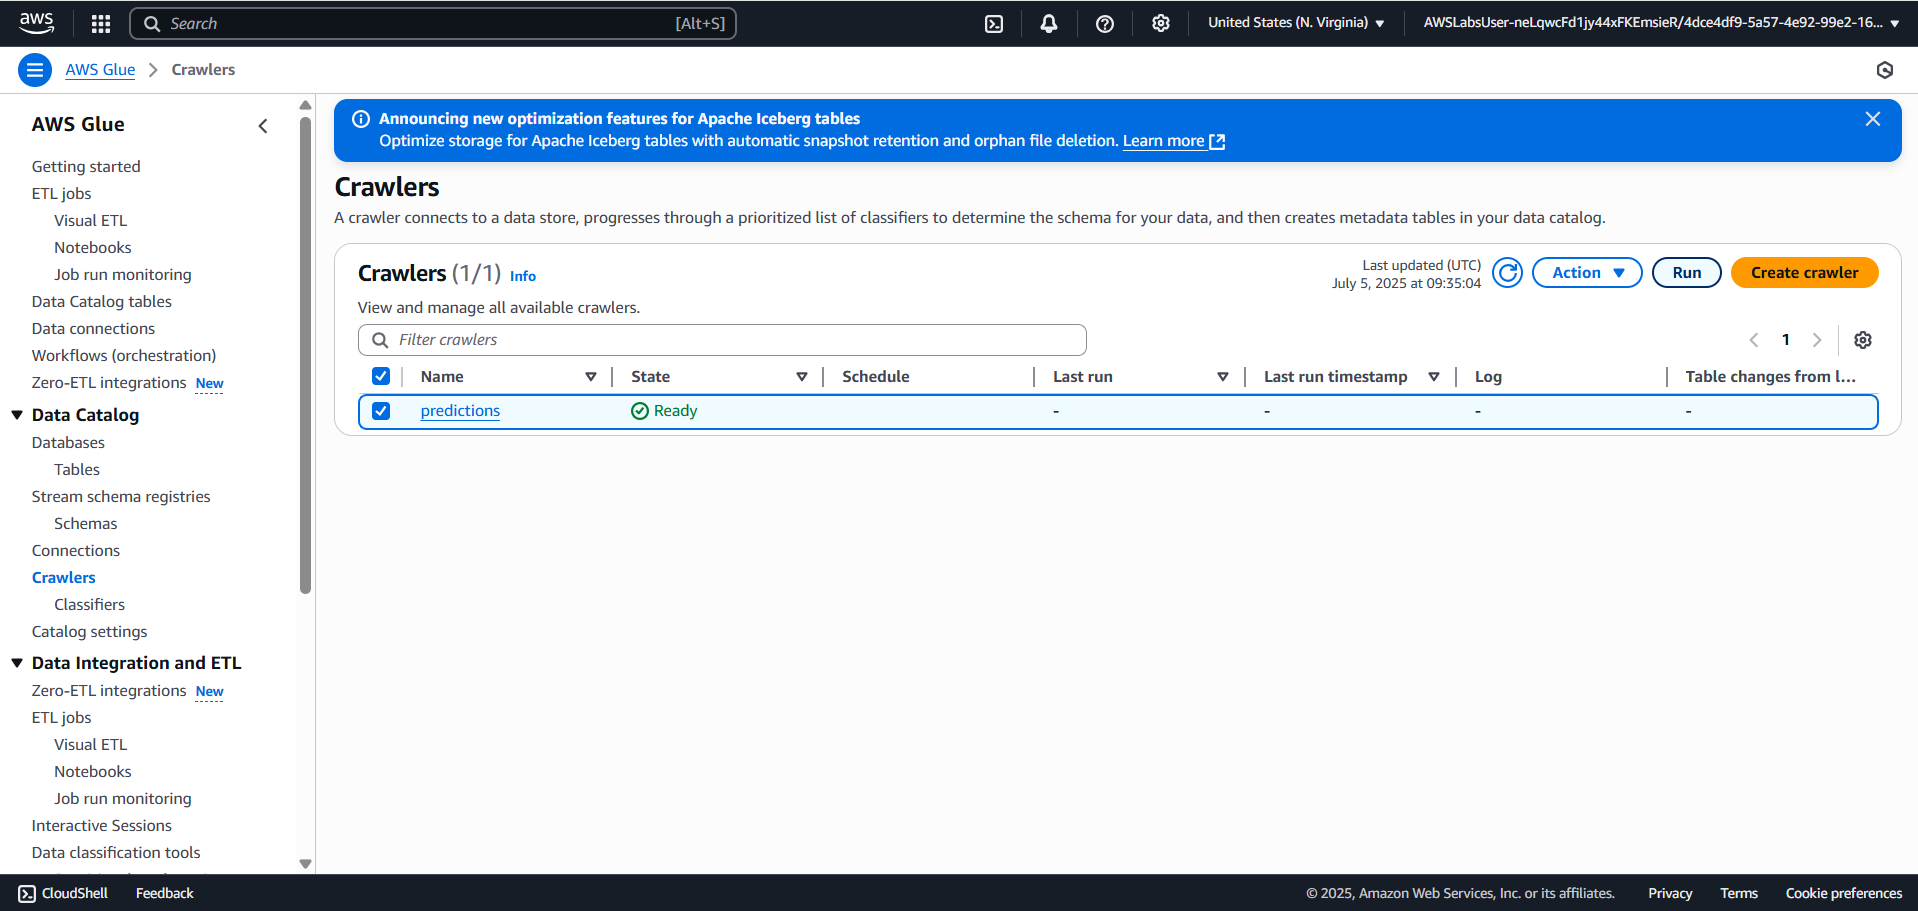 aws
Search [Alt+S]
United States (N. Virginia)
AWSLabsUser-neLqwcFd1jy44xFKEmsieR/4dce4df9-5a57-4e92-99e2-16...
AWS Glue
Crawlers
AWS Glue
Getting started
ETL jobs
Visual ETL
Notebooks
Job run monitoring
Data Catalog tables
Data connections
Workflows (orchestration)
Zero-ETL integrations New
Data Catalog
Databases
Tables
Stream schema registries
Schemas
Connections
Crawlers
Classifiers
Catalog settings
Data Integration and ETL
Zero-ETL integrations New
ETL jobs
Visual ETL
Notebooks
Job run monitoring
Interactive Sessions
Data classification tools
Announcing new optimization features for Apache Iceberg tables
Optimize storage for Apache Iceberg tables with automatic snapshot retention and orphan file deletion. Learn more
Crawlers
A crawler connects to a data store, progresses through a prioritized list of classifiers to determine the schema for your data, and then creates metadata tables in your data catalog.
Crawlers (1/1) Info
Last updated (UTC)
July 5, 2025 at 09:35:04
Action
Run
Create crawler
View and manage all available crawlers.
Filter crawlers
1
Name State Schedule Last run Last run timestamp Log Table changes from l...
predictions Ready - - - -
CloudShell Feedback
© 2025, Amazon Web Services, Inc. or its affiliates. Privacy Terms Cookie preferences